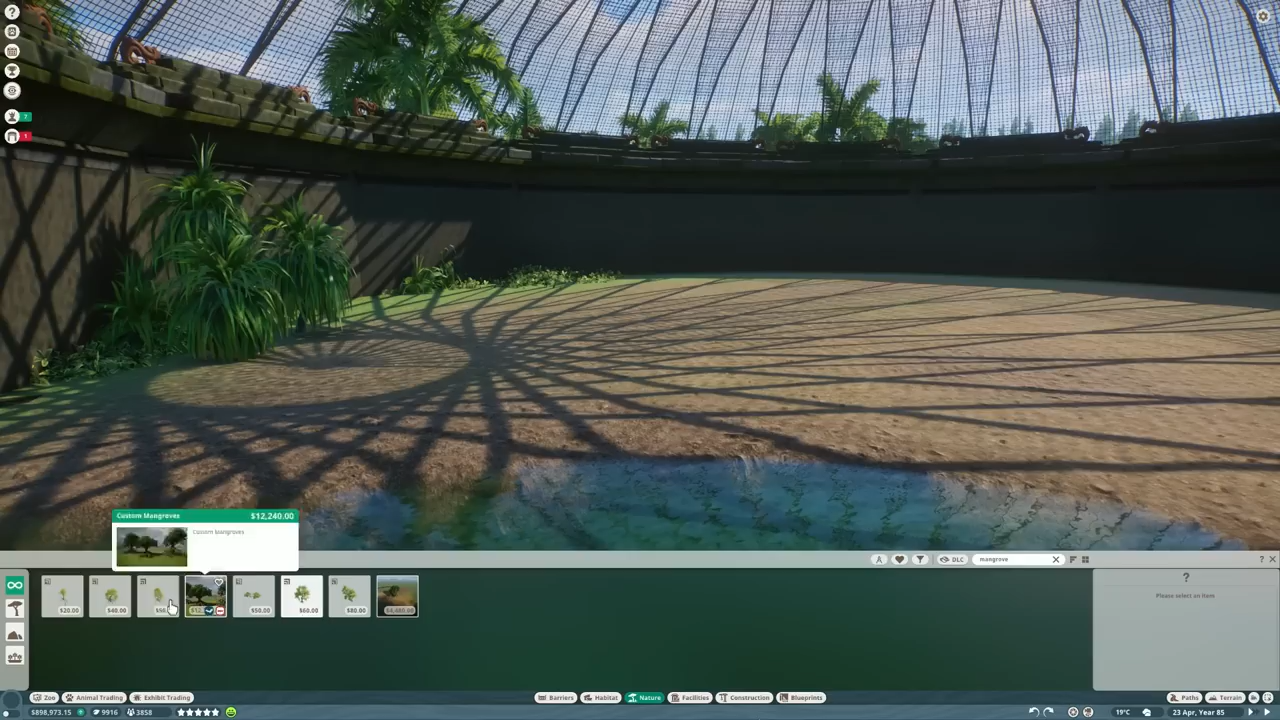 7
1
Custom Mangroves $12,240.00
Custom Mangroves
DLC
mangrove
?
Please select an item
$20.00
$40.00
$50.00
$60.00
$80.00
Zoo
Animal Trading
Exhibit Trading
Barriers
Habitat
Nature
Facilities
Construction
Blueprints
Paths
Terrain
$898,973.15
9916
3858
19°C
23 Apr, Year 85